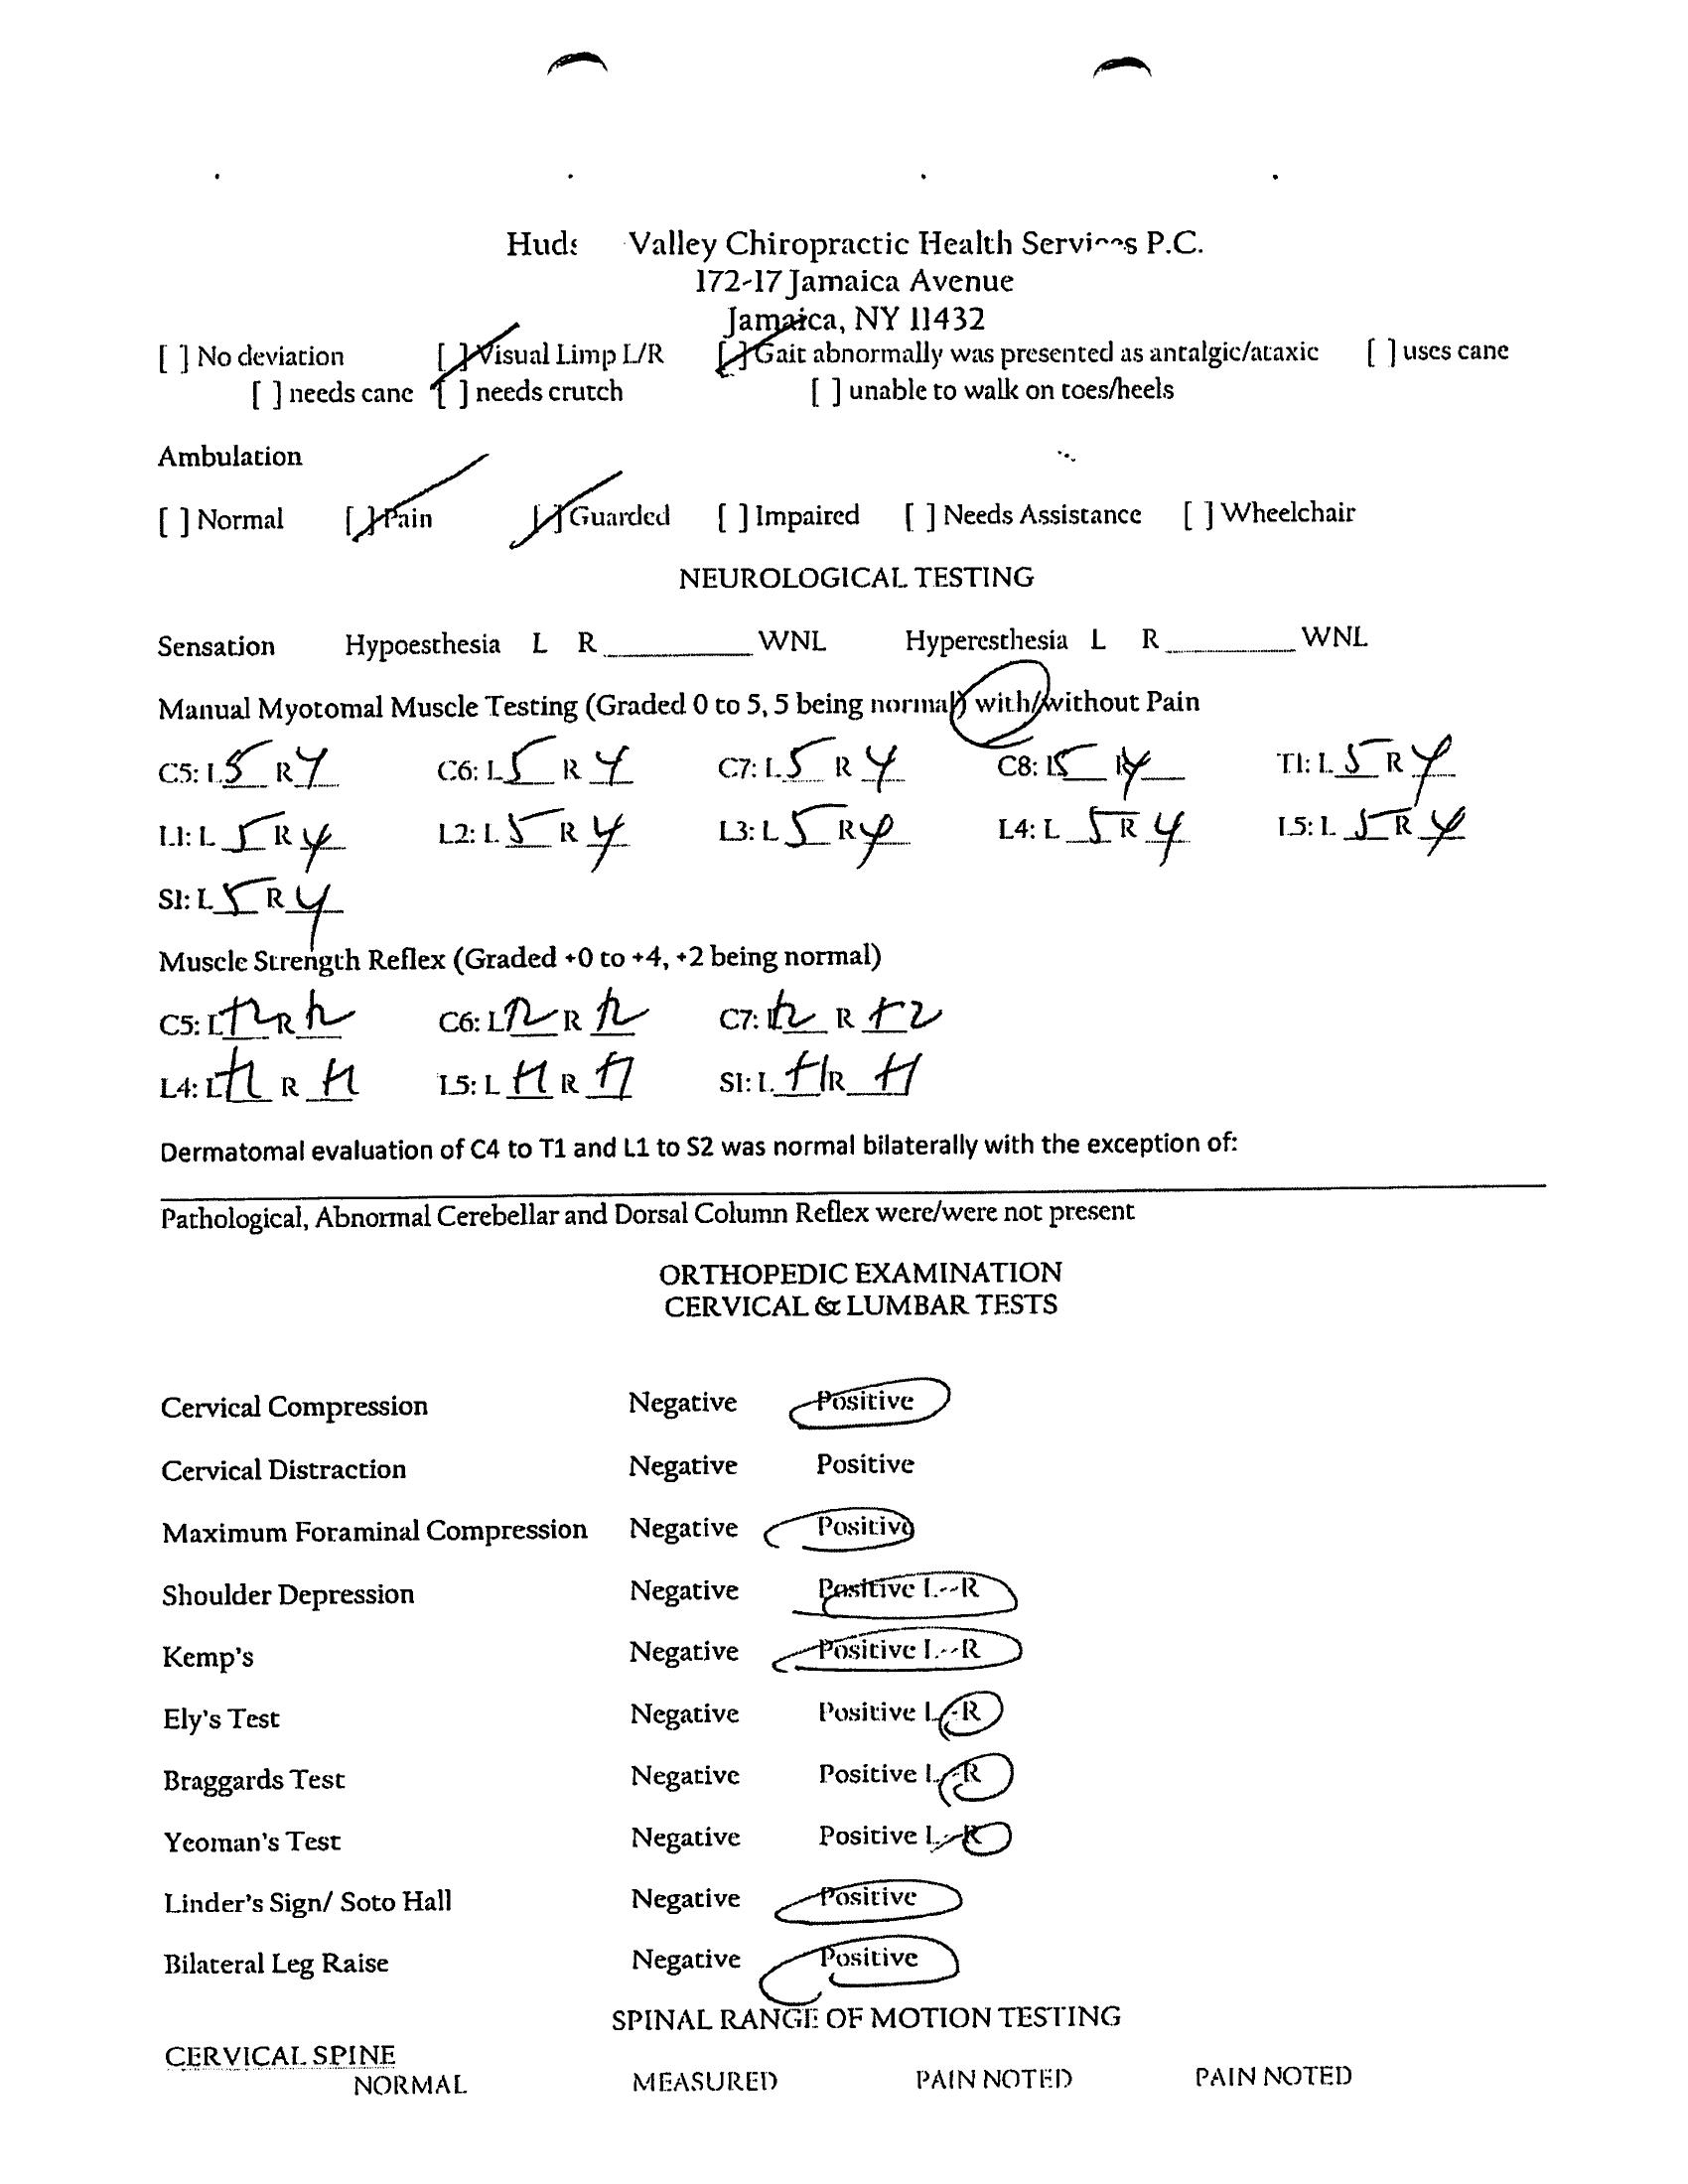 Huds Valley Chiropractic Health Services P.C.
172-17 Jamaica Avenue
Jamaica, NY 11432
[ ] No deviation [ ] Visual Limp L/R [ ] Gait abnormally was presented as antalgic/ataxic [ ] uses cane
[ ] needs cane [ ] needs crutch [ ] unable to walk on toes/heels
Ambulation
[ ] Normal [ ] Pain [ ] Guarded [ ] Impaired [ ] Needs Assistance [ ] Wheelchair
NEUROLOGICAL TESTING
Sensation Hypoesthesia L R WNL Hyperesthesia L R WNL
Manual Myotomal Muscle Testing (Graded 0 to 5, 5 being normal) with/without Pain
C5: L 5 R 4 C6: L 5 R 4 C7: L 5 R 4 C8: L 5 R 4 T1: L 5 R 4
L1: L 5 R 4 L2: L 5 R 4 L3: L 5 R 4 L4: L 5 R 4 L5: L 5 R 4
S1: L 5 R 4
Muscle Strength Reflex (Graded +0 to +4, +2 being normal)
C5: L +2 R +2 C6: L +2 R +2 C7: L +2 R +2
L4: L R L5: L R +1 S1: L +1 R +1
Dermatomal evaluation of C4 to T1 and L1 to S2 was normal bilaterally with the exception of:
Pathological, Abnormal Cerebellar and Dorsal Column Reflex were/were not present
ORTHOPEDIC EXAMINATION
CERVICAL & LUMBAR TESTS
Cervical Compression Negative Positive
Cervical Distraction Negative Positive
Maximum Foraminal Compression Negative Positive
Shoulder Depression Negative Positive L--R
Kemp's Negative Positive L--R
Ely's Test Negative Positive L--R
Braggards Test Negative Positive L--R
Yeoman's Test Negative Positive L--R
Linder's Sign/ Soto Hall Negative Positive
Bilateral Leg Raise Negative Positive
SPINAL RANGE OF MOTION TESTING
CERVICAL SPINE
NORMAL MEASURED PAIN NOTED PAIN NOTED